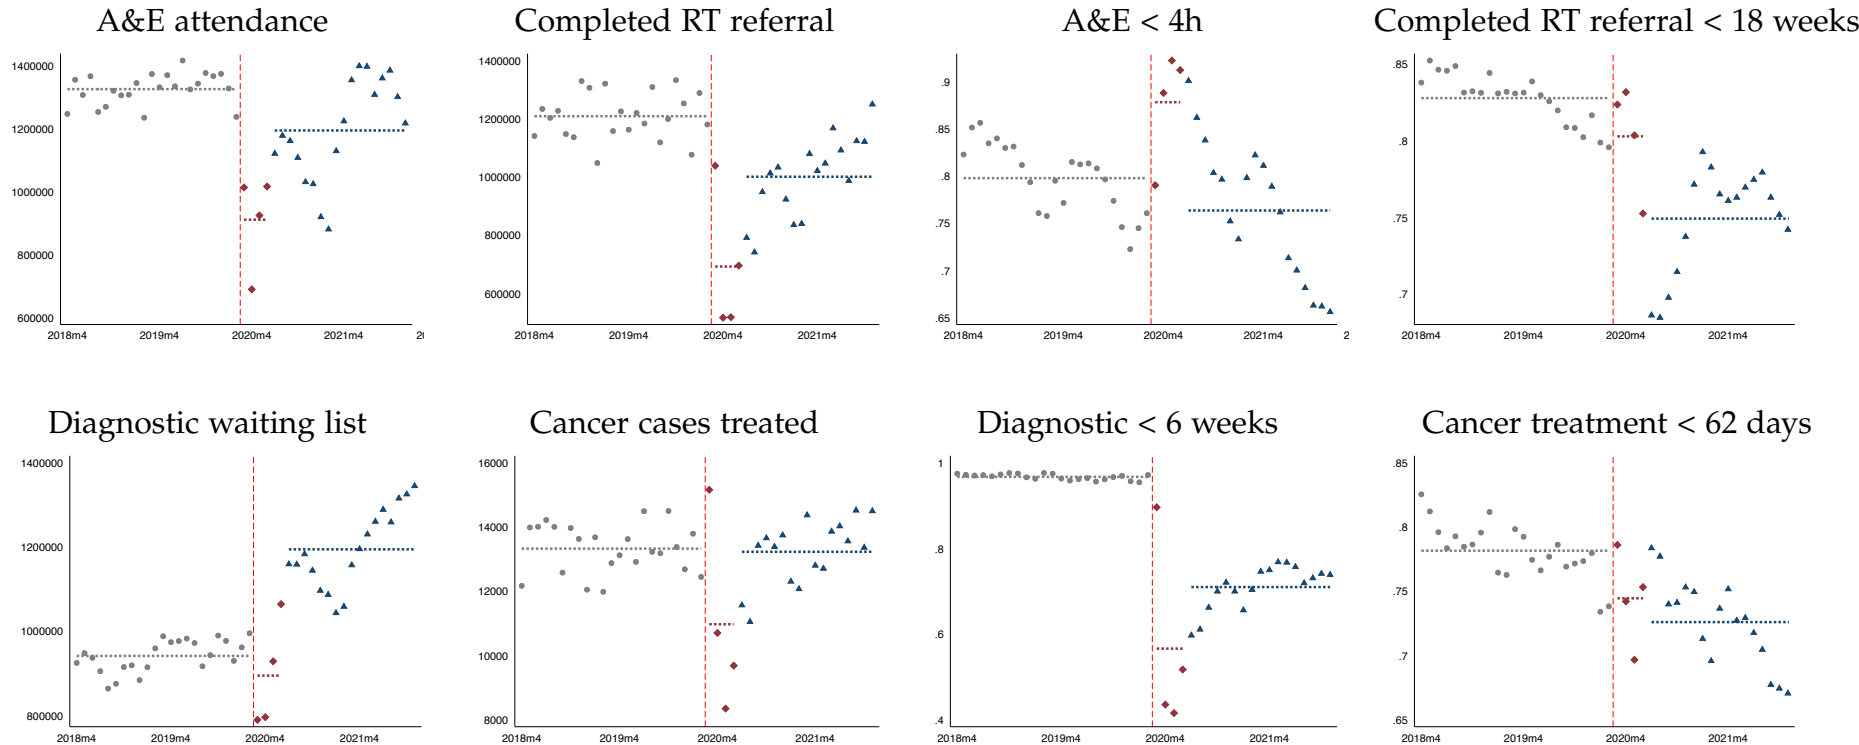 A&E attendance
1400000
1200000
1000000
800000
600000
2018m4 2019m4 2020m4 2021m4
Completed RT referral
1400000
1200000
1000000
800000
600000
2018m4 2019m4 2020m4 2021m4
A&E < 4h
.9
.85
.8
.75
.7
.65
2018m4 2019m4 2020m4 2021m4 2
Completed RT referral < 18 weeks
.85
.8
.75
.7
2018m4 2019m4 2020m4 2021m4
Diagnostic waiting list
1400000
1200000
1000000
800000
2018m4 2019m4 2020m4 2021m4
Cancer cases treated
16000
14000
12000
10000
8000
2018m4 2019m4 2020m4 2021m4
Diagnostic < 6 weeks
1
.8
.6
.4
2018m4 2019m4 2020m4 2021m4
Cancer treatment < 62 days
.85
.8
.75
.7
.65
2018m4 2019m4 2020m4 2021m4